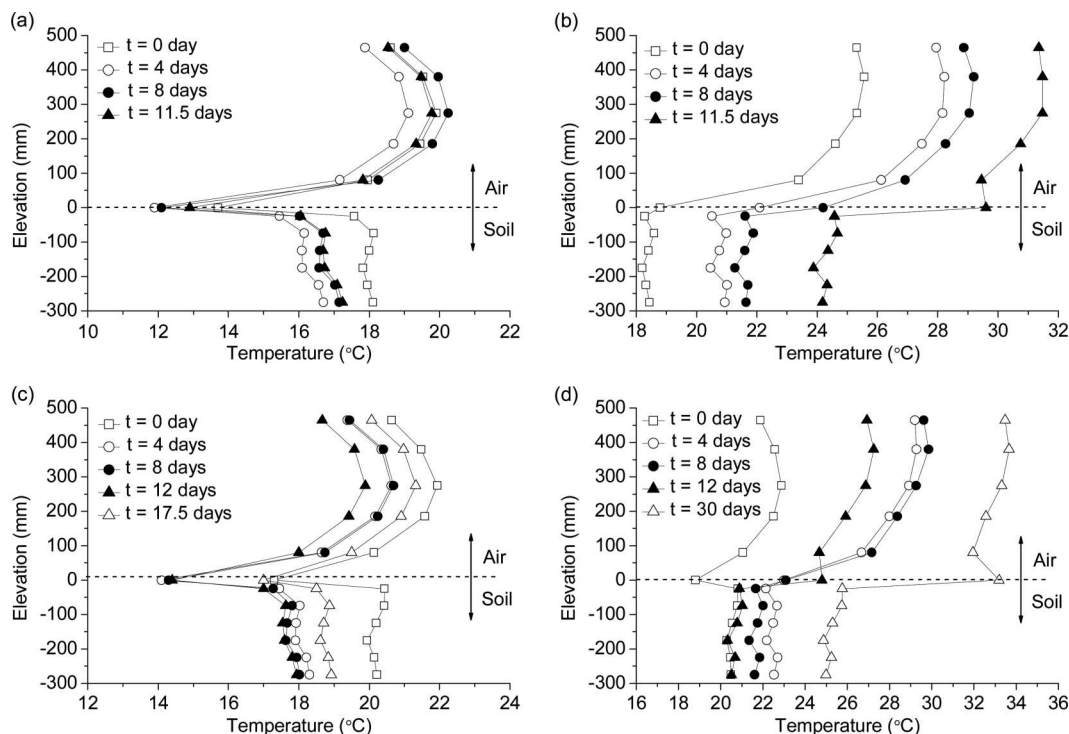 (a)
t = 0 day
t = 4 days
t = 8 days
t = 11.5 days
500
400
300
200
100
0
-100
-200
-300
Elevation (mm)
Air
Soil
10 12 14 16 18 20 22
Temperature (°C)
(b)
t = 0 day
t = 4 days
t = 8 days
t = 11.5 days
500
400
300
200
100
0
-100
-200
-300
Elevation (mm)
Air
Soil
18 20 22 24 26 28 30 32
Temperature (°C)
(c)
t = 0 day
t = 4 days
t = 8 days
t = 12 days
t = 17.5 days
500
400
300
200
100
0
-100
-200
-300
Elevation (mm)
Air
Soil
12 14 16 18 20 22 24
Temperature (°C)
(d)
t = 0 day
t = 4 days
t = 8 days
t = 12 days
t = 30 days
500
400
300
200
100
0
-100
-200
-300
Elevation (mm)
Air
Soil
16 18 20 22 24 26 28 30 32 34 36
Temperature (°C)